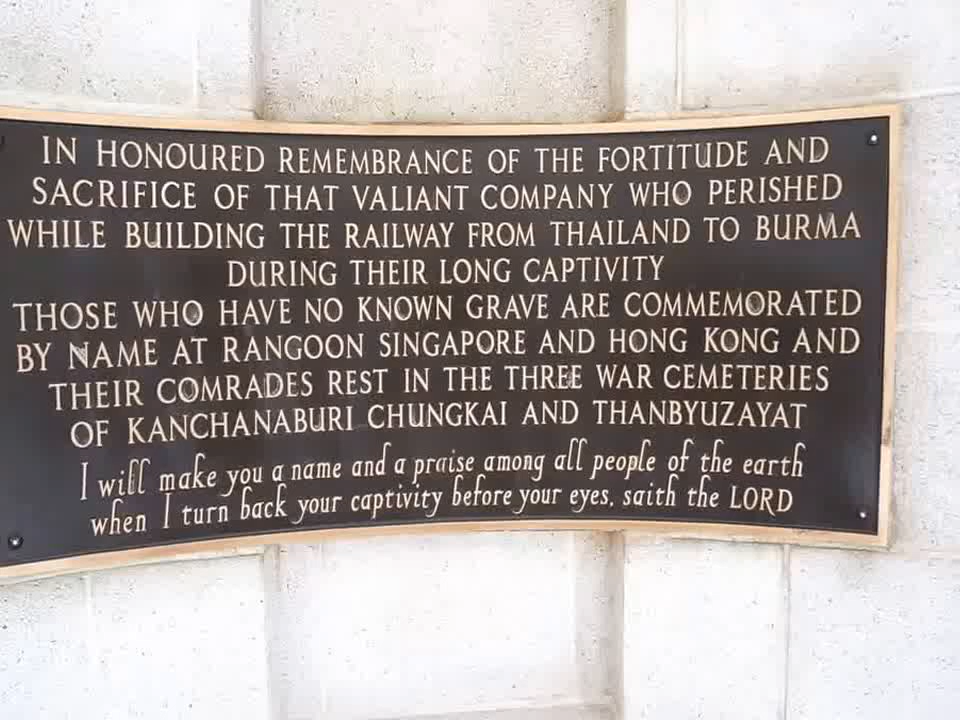 IN HONOURED REMEMBRANCE OF THE FORTITUDE AND
SACRIFICE OF THAT VALIANT COMPANY WHO PERISHED
WHILE BUILDING THE RAILWAY FROM THAILAND TO BURMA
DURING THEIR LONG CAPTIVITY
THOSE WHO HAVE NO KNOWN GRAVE ARE COMMEMORATED
BY NAME AT RANGOON SINGAPORE AND HONG KONG AND
THEIR COMRADES REST IN THE THREE WAR CEMETERIES
OF KANCHANABURI CHUNGKAI AND THANBYUZAYAT
I will make you a name and a praise among all people of the earth
when I turn back your captivity before your eyes, saith the LORD